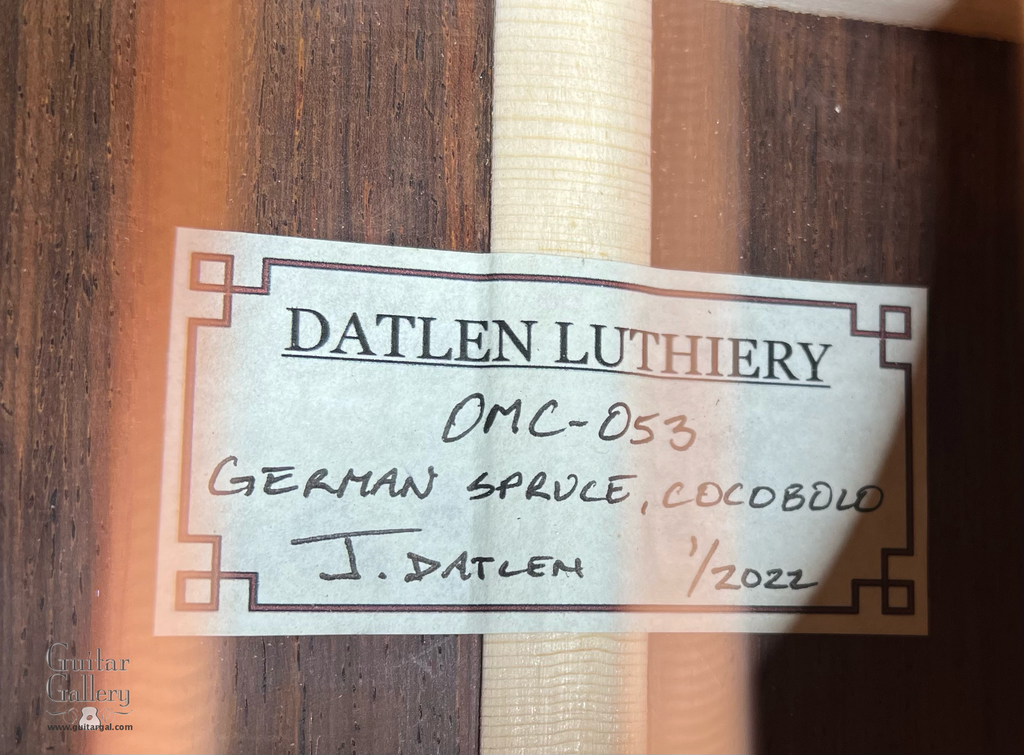 DATLEN LUTHIERY
OMC-053
GERMAN SPRUCE, COCOBOLO
J. DATLEN 1/2022
Guitar
Gallery
www.guitargal.com